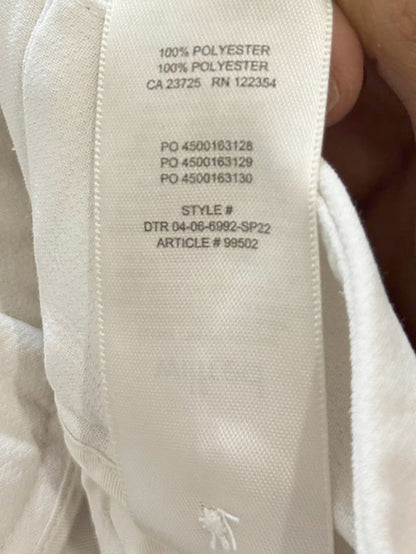 100% POLYESTER
100% POLYESTER
CA 23725 RN 122354
PO 4500163128
PO 4500163129
PO 4500163130
STYLE #
DTR 04-06-6992-SP22
ARTICLE # 99502